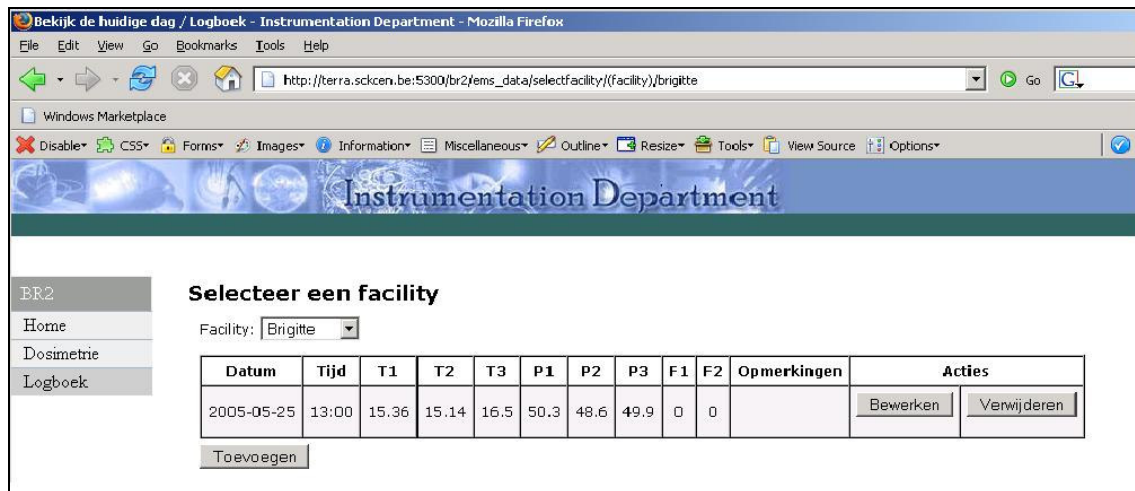 Bekijk de huidige dag / Logboek - Instrumentation Department - Mozilla Firefox
File Edit View Go Bookmarks Tools Help
http://terra.sckcen.be:5300/br2/ems_data/selectfacility/(facility)/brigitte Go G
Windows Marketplace
Disable CSS Forms Images Information Miscellaneous Outline Resize Tools View Source Options
Instrumentation Department
BR2
Selecteer een facility
Home
Facility: Brigitte
Dosimetrie
Logboek
Datum Tijd T1 T2 T3 P1 P2 P3 F1 F2 Opmerkingen Acties
2005-05-25 13:00 15.36 15.14 16.5 50.3 48.6 49.9 0 0 Bewerken Verwijderen
Toevoegen